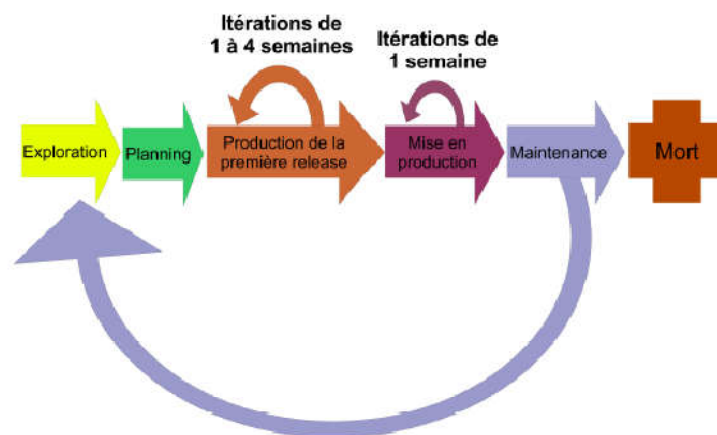 Itérations de
1 à 4 semaines
Itérations de
1 semaine
Exploration
Planning
Production de la
première release
Mise en
production
Maintenance
Mort